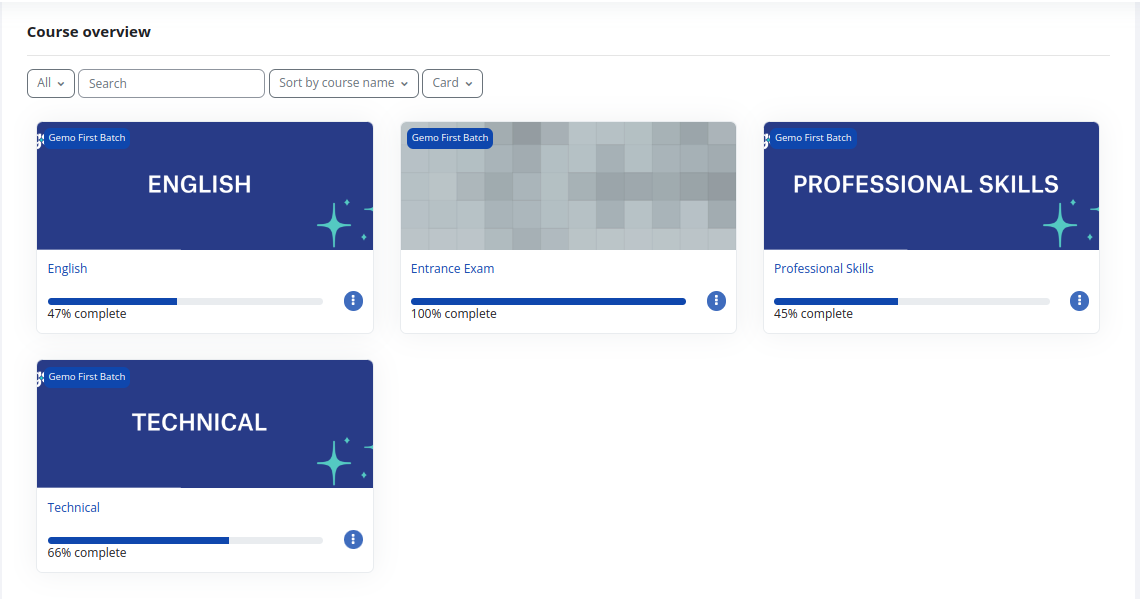 Course overview
All
Search
Sort by course name
Card
Gemo First Batch
ENGLISH
English
47% complete
Gemo First Batch
Entrance Exam
100% complete
Gemo First Batch
PROFESSIONAL SKILLS
Professional Skills
45% complete
Gemo First Batch
TECHNICAL
Technical
66% complete